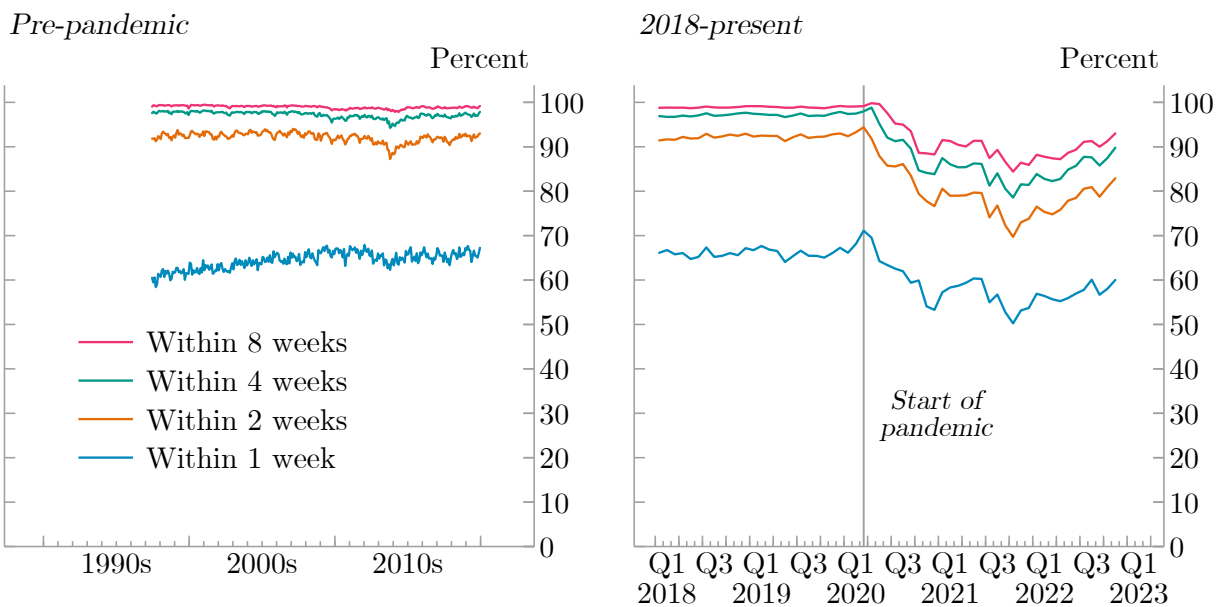 Pre-pandemic
Percent
100
90
80
70
60
50
40
30
20
10
0
Within 8 weeks
Within 4 weeks
Within 2 weeks
Within 1 week
1990s 2000s 2010s
2018-present
Percent
100
90
80
70
60
50
40
30
20
10
0
Start of
pandemic
Q1 Q3 Q1 Q3 Q1 Q3 Q1 Q3 Q1 Q3 Q1
2018 2019 2020 2021 2022 2023